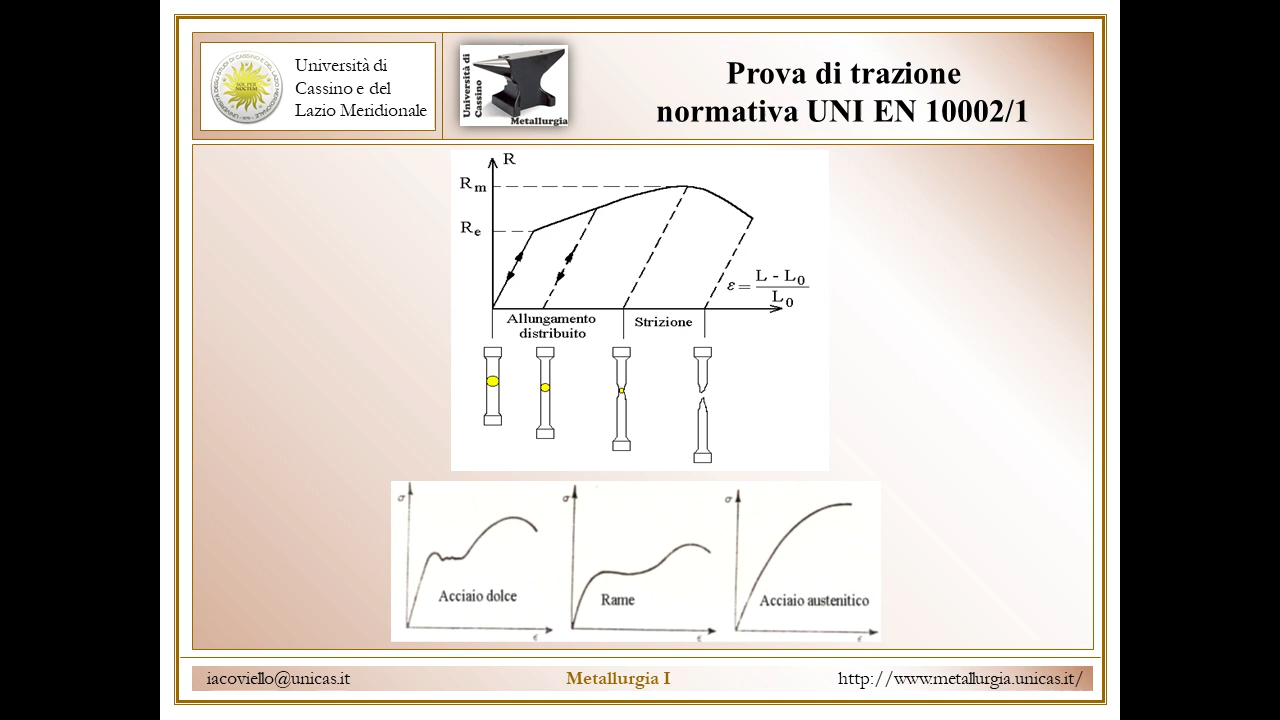 Università di
Cassino e del
Lazio Meridionale
Università di
Cassino
Metallurgia
Prova di trazione
normativa UNI EN 10002/1
R
Rm
Re
ε = L - L0
L0
Allungamento
distribuito
Strizione
σ
Acciaio dolce
ε
σ
Rame
ε
σ
Acciaio austenitico
ε
iacoviello@unicas.it
Metallurgia I
http://www.metallurgia.unicas.it/